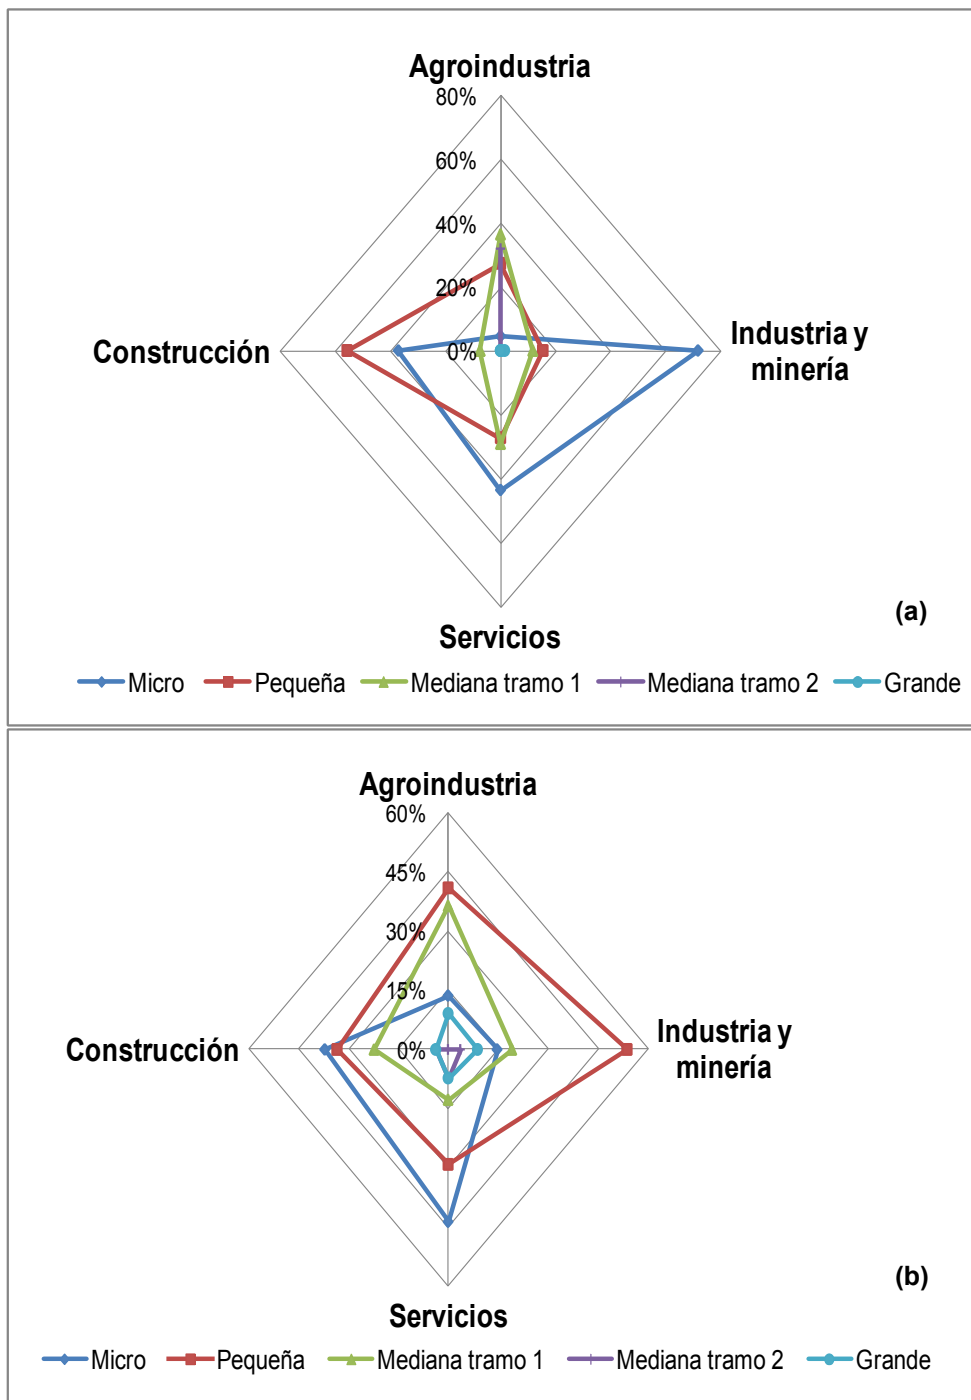 Agroindustria
80%
60%
40%
20%
0%
Construcción
Industria y
minería
Servicios
(a)
Micro Pequeña Mediana tramo 1 Mediana tramo 2 Grande
Agroindustria
60%
45%
30%
15%
0%
Construcción
Industria y
minería
Servicios
(b)
Micro Pequeña Mediana tramo 1 Mediana tramo 2 Grande